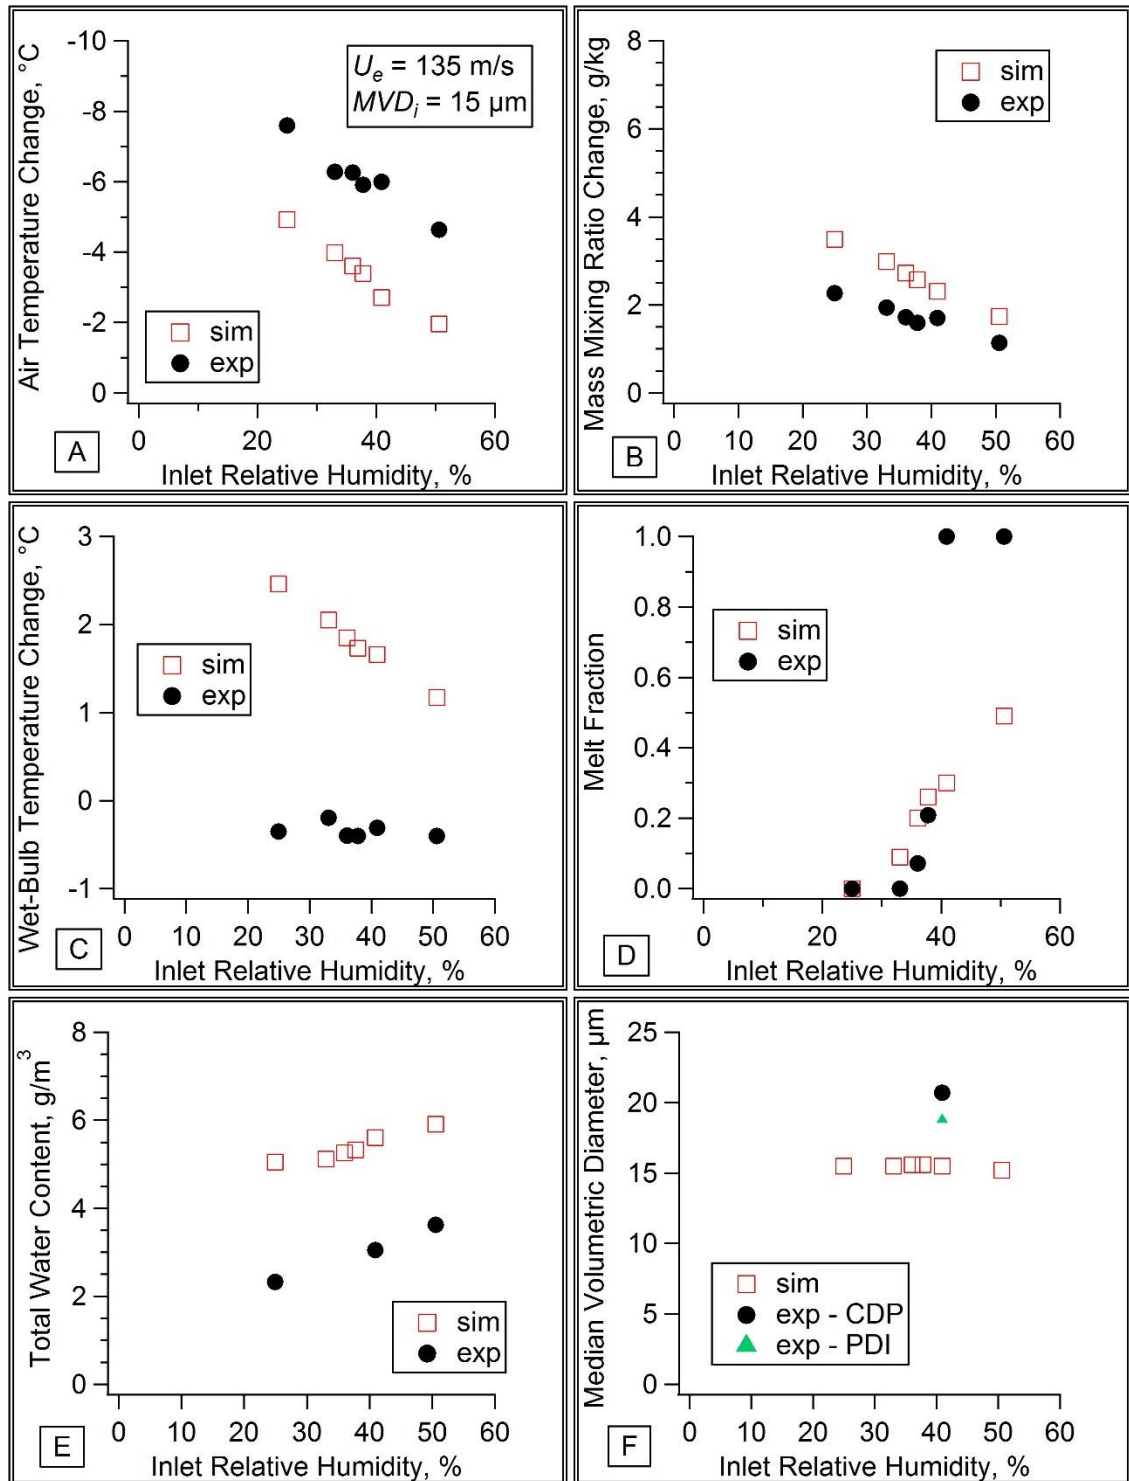 Air Temperature Change, °C
-10
-8
-6
-4
-2
0
U_e = 135 m/s
MVD_i = 15 µm
sim
exp
0 20 40 60
Inlet Relative Humidity, %
A
Mass Mixing Ratio Change, g/kg
8
6
4
2
0
sim
exp
0 10 20 30 40 50 60
Inlet Relative Humidity, %
B
Wet-Bulb Temperature Change, °C
3
2
1
0
-1
sim
exp
0 10 20 30 40 50 60
Inlet Relative Humidity, %
C
Melt Fraction
1.0
0.8
0.6
0.4
0.2
0.0
sim
exp
0 20 40 60
Inlet Relative Humidity, %
D
Total Water Content, g/m³
8
6
4
2
0
sim
exp
0 10 20 30 40 50 60
Inlet Relative Humidity, %
E
Median Volumetric Diameter, µm
25
20
15
10
5
0
sim
exp - CDP
exp - PDI
0 10 20 30 40 50 60
Inlet Relative Humidity, %
F